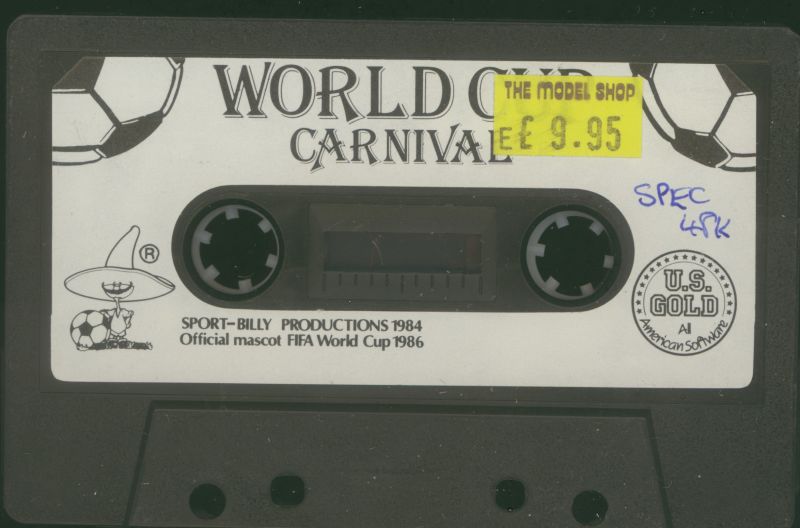 WORLD CUP
CARNIVAL
THE MODEL SHOP
E£9.95
SPEC
48K
®
U.S.
GOLD
All
American Software
SPORT-BILLY PRODUCTIONS 1984
Official mascot FIFA World Cup 1986